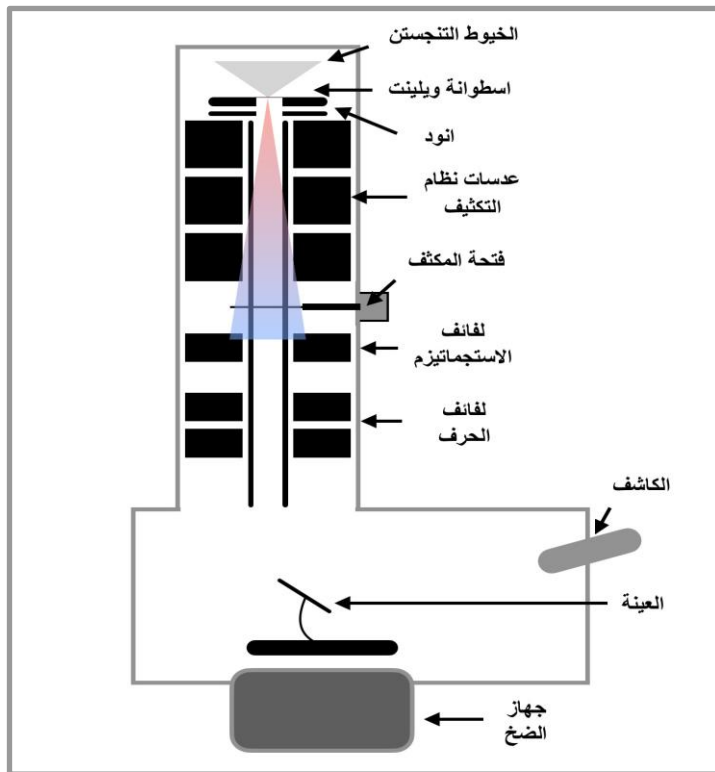 الخيوط التنجستن
اسطوانة ويلينت
انود
عدسات نظام
التكثيف
فتحة المكثف
لفائف
الاستجماتيزم
لفائف
الحرف
الكاشف
العينة
جهاز
الضخ